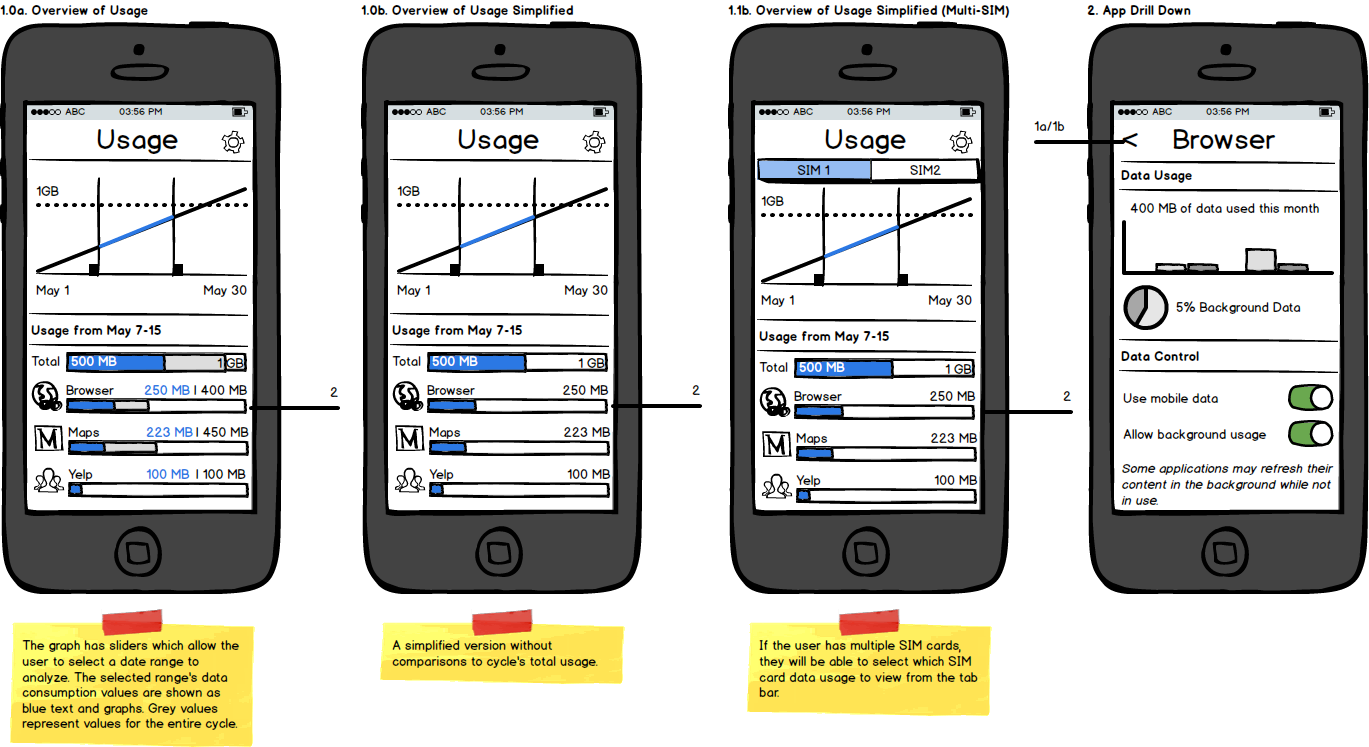 1.0a. Overview of Usage
ABC 03:56 PM
Usage
1GB
May 1 May 30
Usage from May 7-15
Total 500 MB 1 GB
Browser 250 MB | 400 MB
2
Maps 223 MB | 450 MB
M
Yelp 100 MB | 100 MB
The graph has sliders which allow the
user to select a date range to
analyze. The selected range's data
consumption values are shown as
blue text and graphs. Grey values
represent values for the entire cycle.
1.0b. Overview of Usage Simplified
ABC 03:56 PM
Usage
1GB
May 1 May 30
Usage from May 7-15
Total 500 MB 1 GB
Browser 250 MB
2
Maps 223 MB
M
Yelp 100 MB
A simplified version without
comparisons to cycle's total usage.
1.1b. Overview of Usage Simplified (Multi-SIM)
ABC 03:56 PM
Usage
SIM 1 SIM2
1GB
May 1 May 30
Usage from May 7-15
Total 500 MB 1 GB
Browser 250 MB
2
Maps 223 MB
M
Yelp 100 MB
If the user has multiple SIM cards,
they will be able to select which SIM
card data usage to view from the tab
bar.
2. App Drill Down
ABC 03:56 PM
1a/1b
< Browser
Data Usage
400 MB of data used this month
5% Background Data
Data Control
Use mobile data
Allow background usage
Some applications may refresh their
content in the background while not
in use.